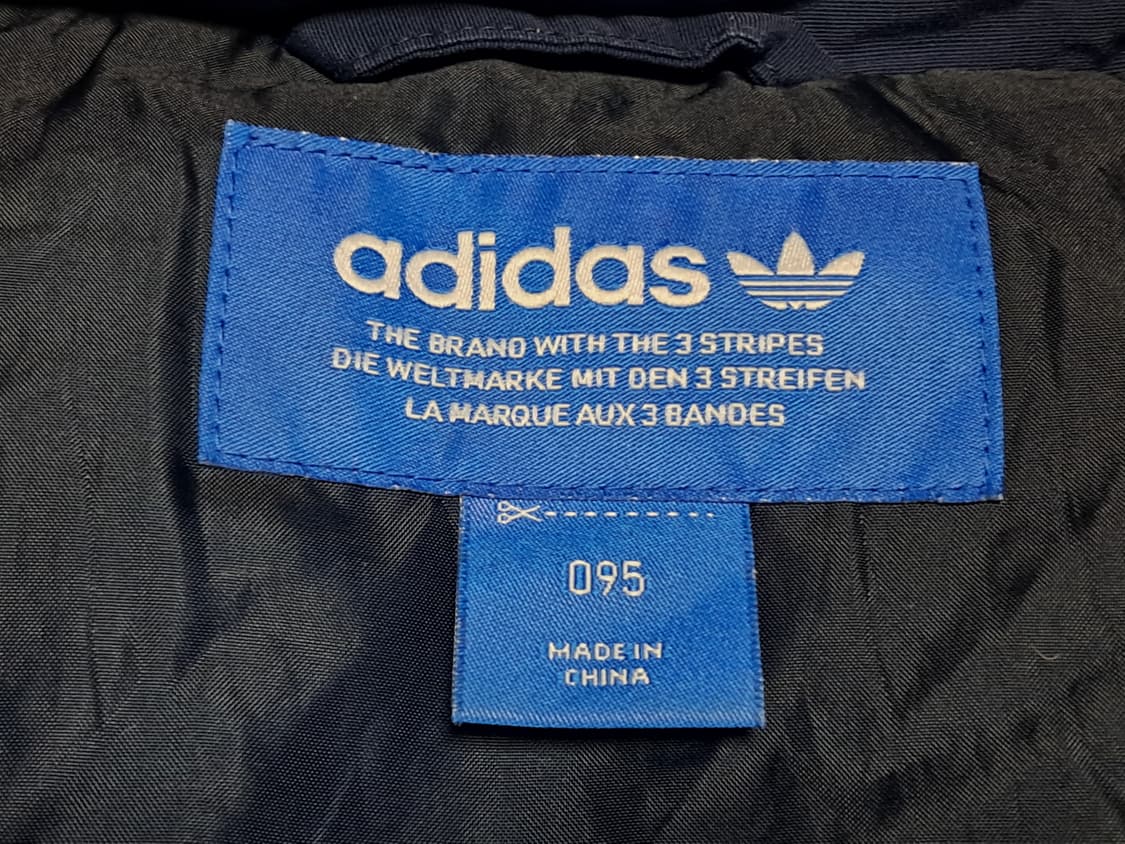 adidas
THE BRAND WITH THE 3 STRIPES
DIE WELTMARKE MIT DEN 3 STREIFEN
LA MARQUE AUX 3 BANDES
095
MADE IN
CHINA